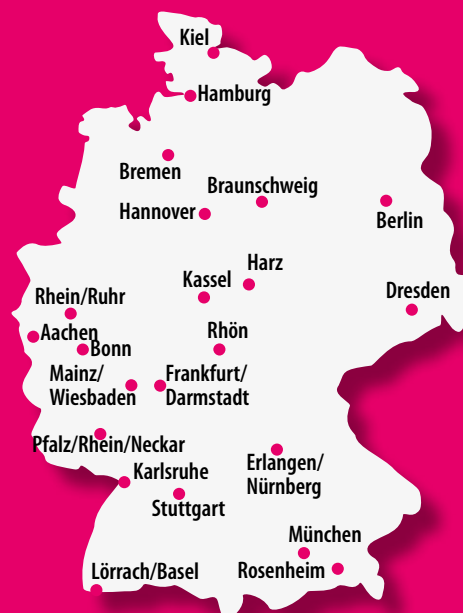 Kiel
Hamburg
Bremen
Braunschweig
Hannover
Berlin
Harz
Kassel
Dresden
Rhein/Ruhr
Aachen
Rhön
Bonn
Mainz/
Wiesbaden
Frankfurt/
Darmstadt
Pfalz/Rhein/Neckar
Karlsruhe
Erlangen/
Nürnberg
Stuttgart
München
Lörrach/Basel
Rosenheim